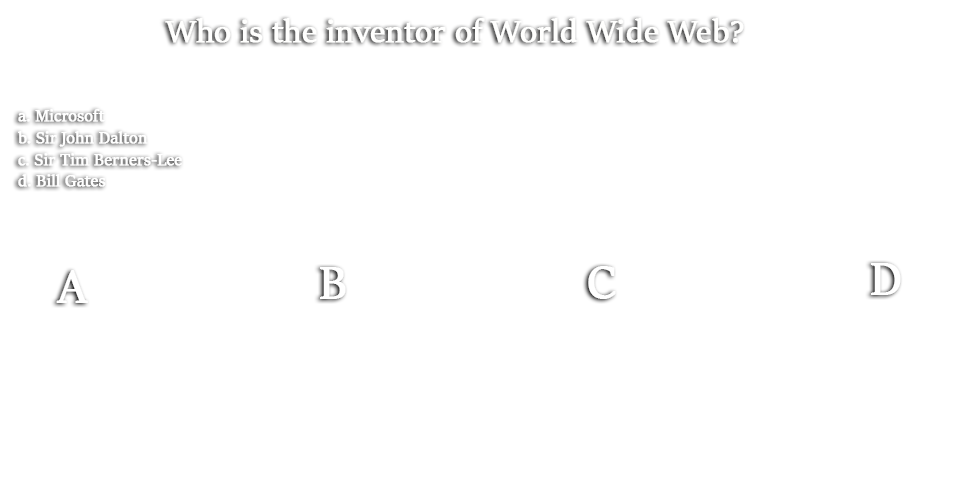 Who is the inventor of World Wide Web?
a. Microsoft
b. Sir John Dalton
c. Sir Tim Berners-Lee
d. Bill Gates
A B C D